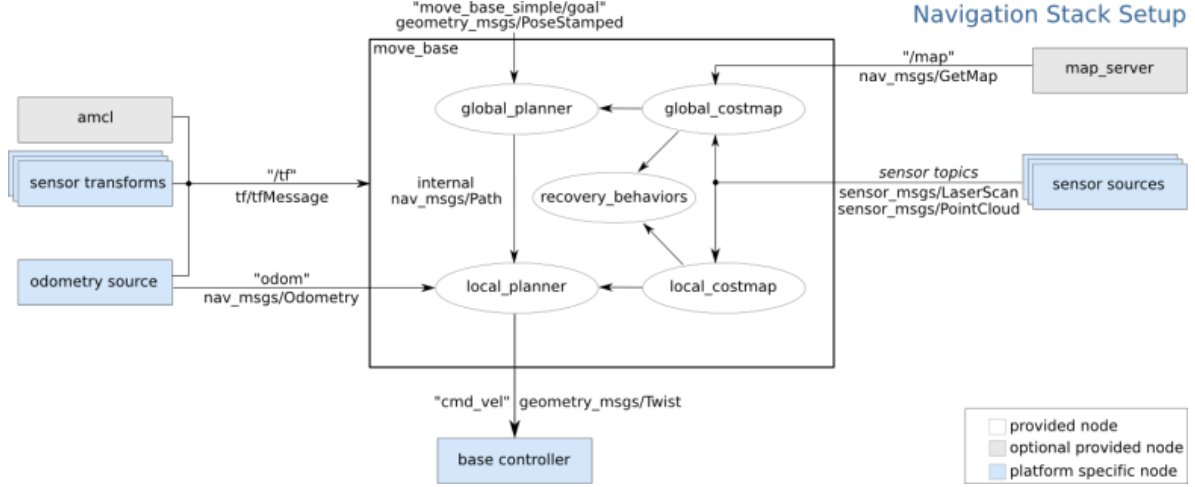 Navigation Stack Setup
"move_base_simple/goal"
geometry_msgs/PoseStamped
move_base
"/map"
nav_msgs/GetMap
map_server
amcl
global_planner
global_costmap
sensor transforms
"/tf"
tf/tfMessage
internal
nav_msgs/Path
recovery_behaviors
sensor topics
sensor_msgs/LaserScan
sensor_msgs/PointCloud
sensor sources
odometry source
"odom"
nav_msgs/Odometry
local_planner
local_costmap
"cmd_vel"
geometry_msgs/Twist
base controller
provided node
optional provided node
platform specific node